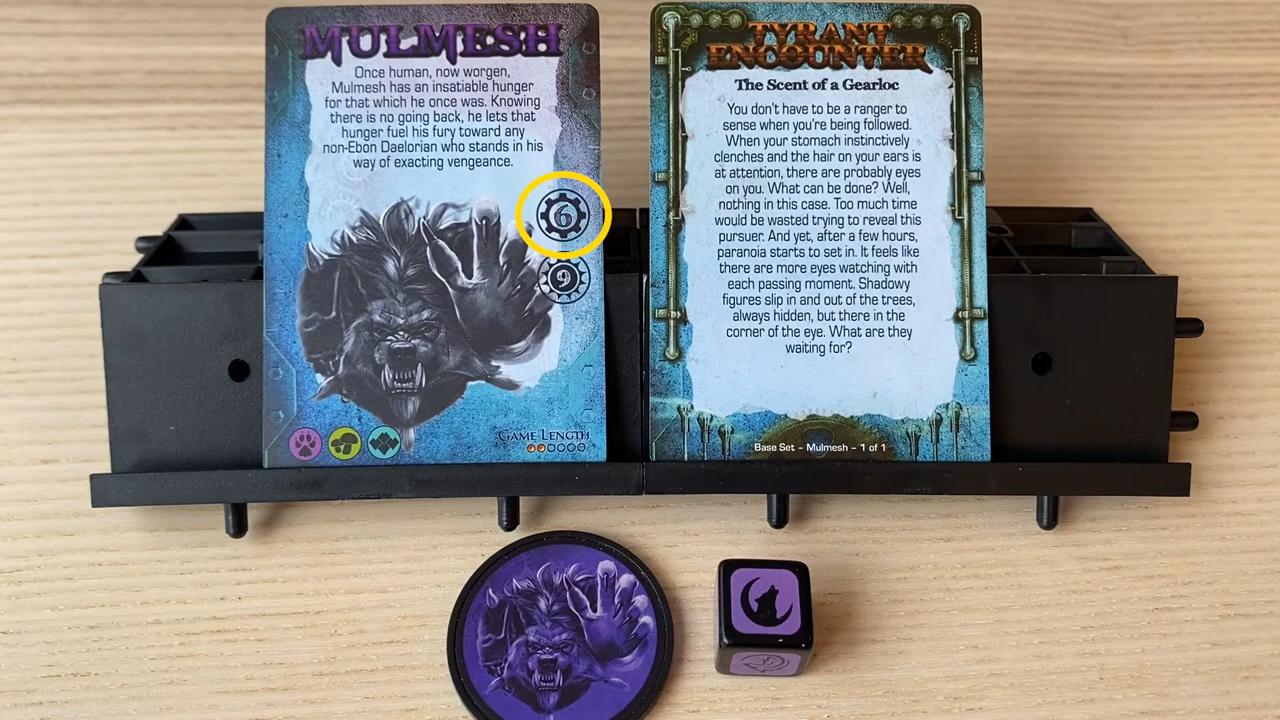 MULMESH
Once human, now worgen,
Mulmesh has an insatiable hunger
for that which he once was. Knowing
there is no going back, he lets that
hunger fuel his fury toward any
non-Ebon Daelorian who stands in his
way of exacting vengeance.
6
9
GAME LENGTH
TYRANT
ENCOUNTER
The Scent of a Gearloc
You don't have to be a ranger to
sense when you're being followed.
When your stomach instinctively
clenches and the hair on your ears is
at attention, there are probably eyes
on you. What can be done? Well,
nothing in this case. Too much time
would be wasted trying to reveal this
pursuer. And yet, after a few hours,
paranoia starts to set in. It feels like
there are more eyes watching with
each passing moment. Shadowy
figures slip in and out of the trees,
always hidden, but there in the
corner of the eye. What are they
waiting for?
Base Set - Mulmesh - 1 of 1